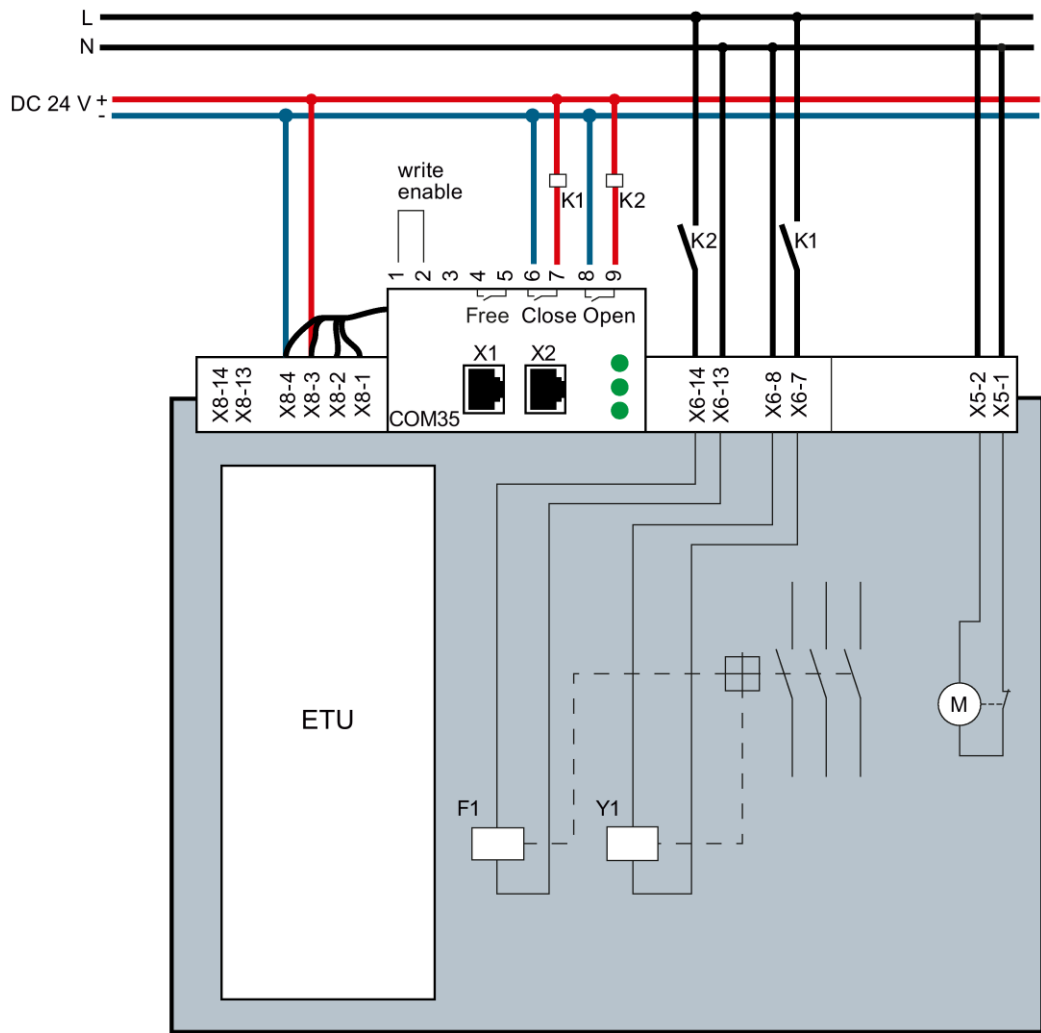 L
N
DC 24 V +
-
write
enable
K1
K2
K2
K1
1
2
3
4
5
6
7
8
9
Free
Close
Open
X1
X2
COM35
X8-14
X8-13
X8-4
X8-3
X8-2
X8-1
X6-14
X6-13
X6-8
X6-7
X5-2
X5-1
ETU
M
F1
Y1